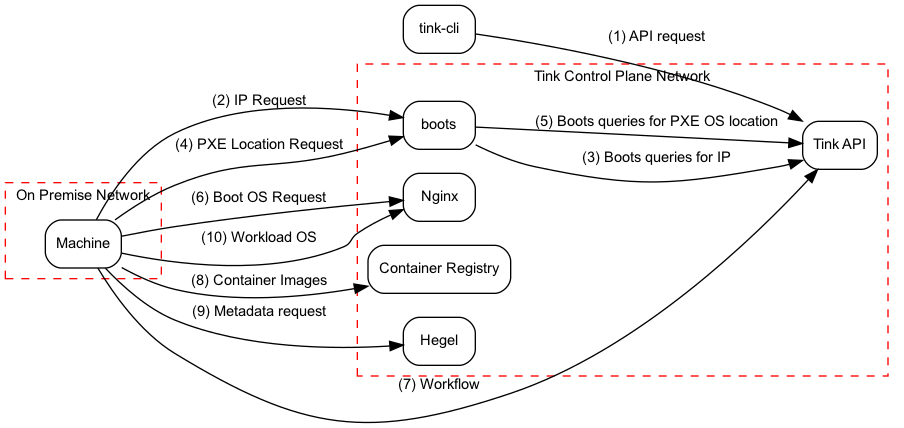 tink-cli
(1) API request
Tink Control Plane Network
(2) IP Request
boots
(5) Boots queries for PXE OS location
Tink API
(4) PXE Location Request
(3) Boots queries for IP
On Premise Network
(6) Boot OS Request
Nginx
Machine
(10) Workload OS
Container Registry
(8) Container Images
(9) Metadata request
Hegel
(7) Workflow